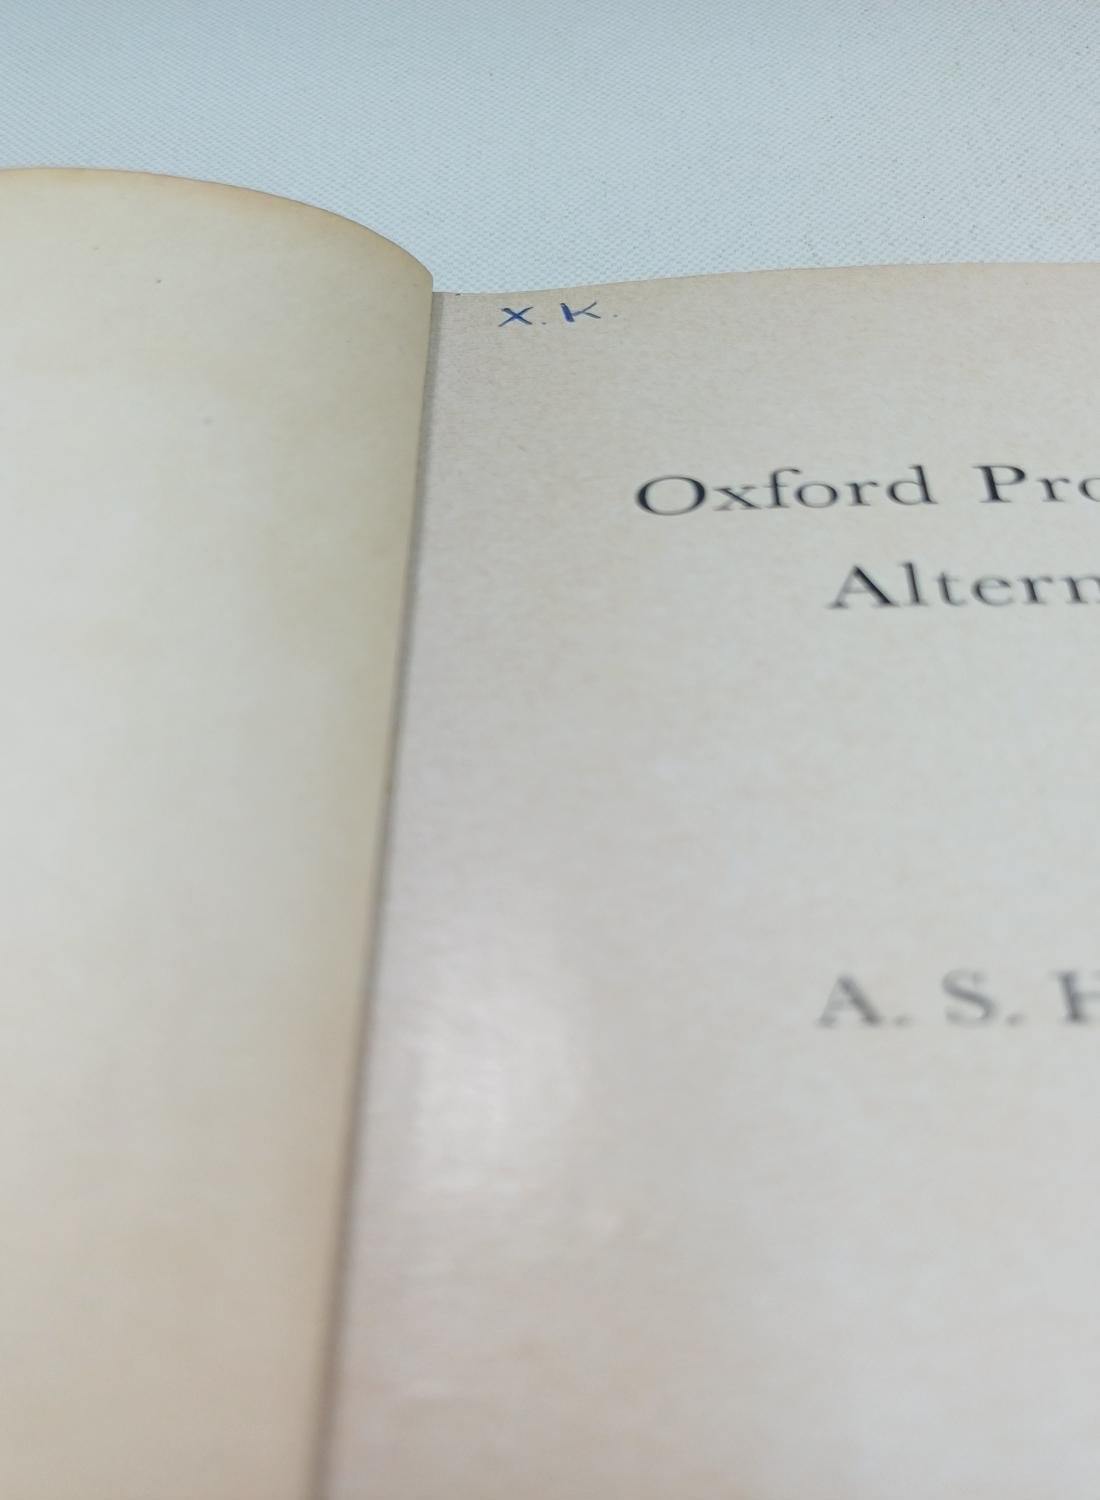 X. K.
Oxford Pro
Altern
A. S. H